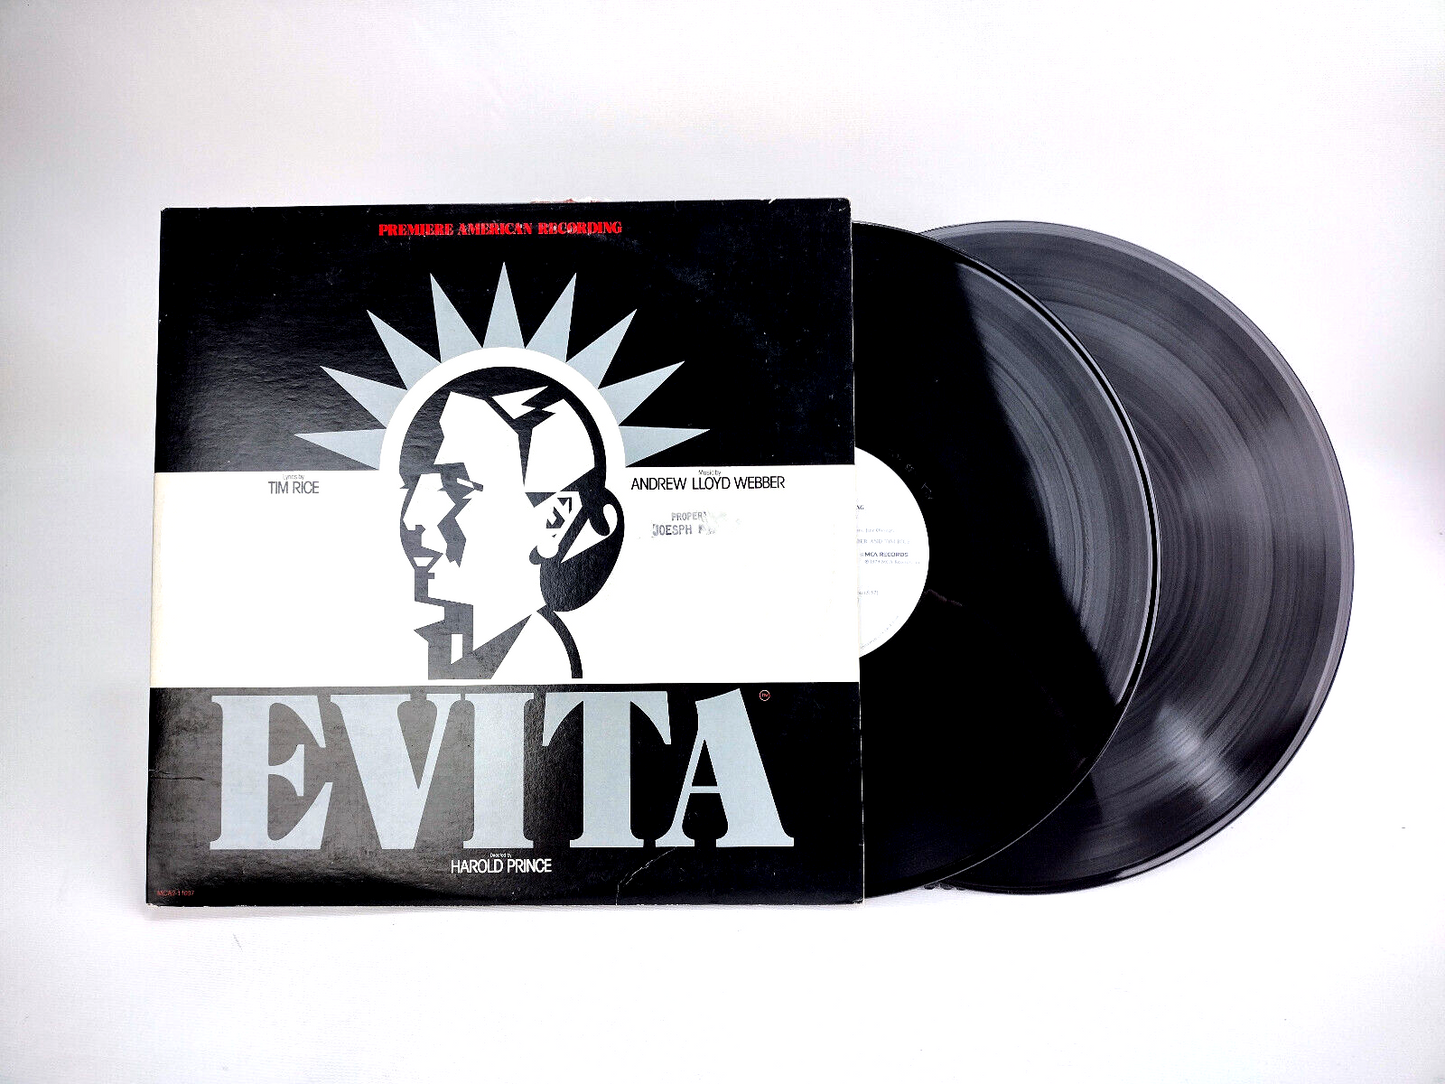 PREMIERE AMERICAN RECORDING
Lyrics by
TIM RICE
Music by
ANDREW LLOYD WEBBER
JOESPH
EVITA
TM
Directed by
HAROLD PRINCE
MCA RECORDS